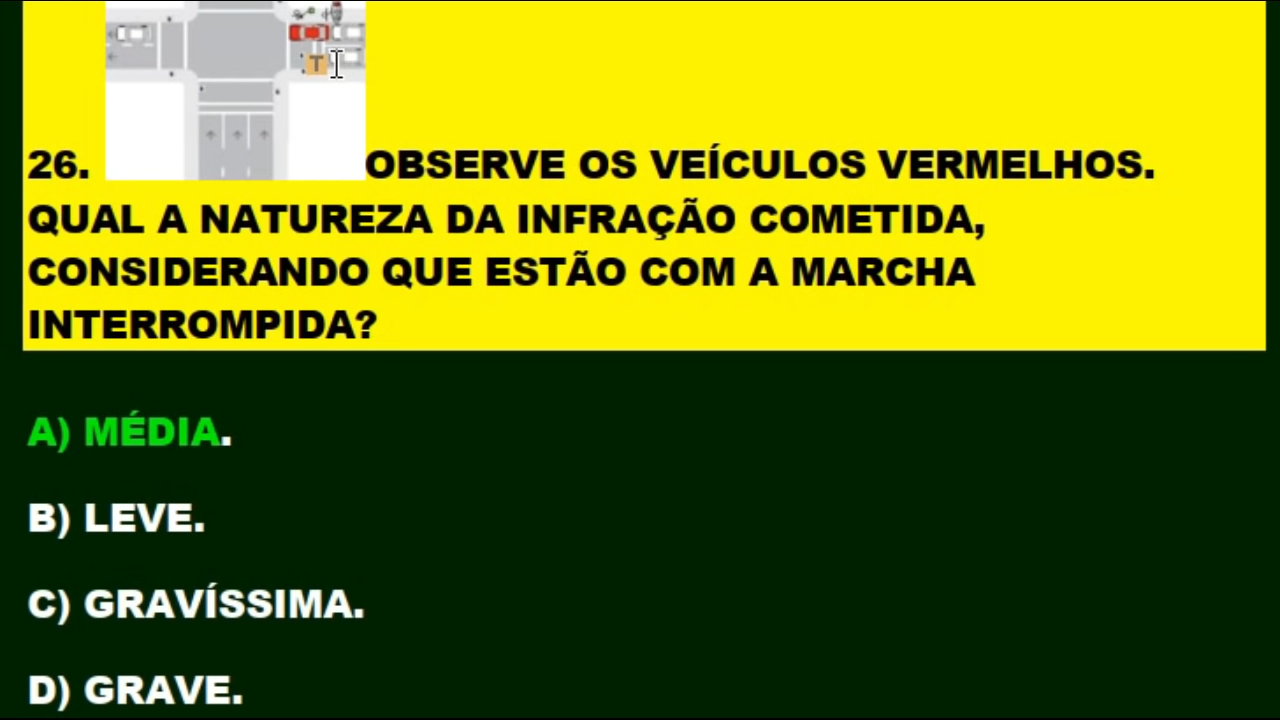 T
26. OBSERVE OS VEÍCULOS VERMELHOS.
QUAL A NATUREZA DA INFRAÇÃO COMETIDA,
CONSIDERANDO QUE ESTÃO COM A MARCHA
INTERROMPIDA?
A) MÉDIA.
B) LEVE.
C) GRAVÍSSIMA.
D) GRAVE.